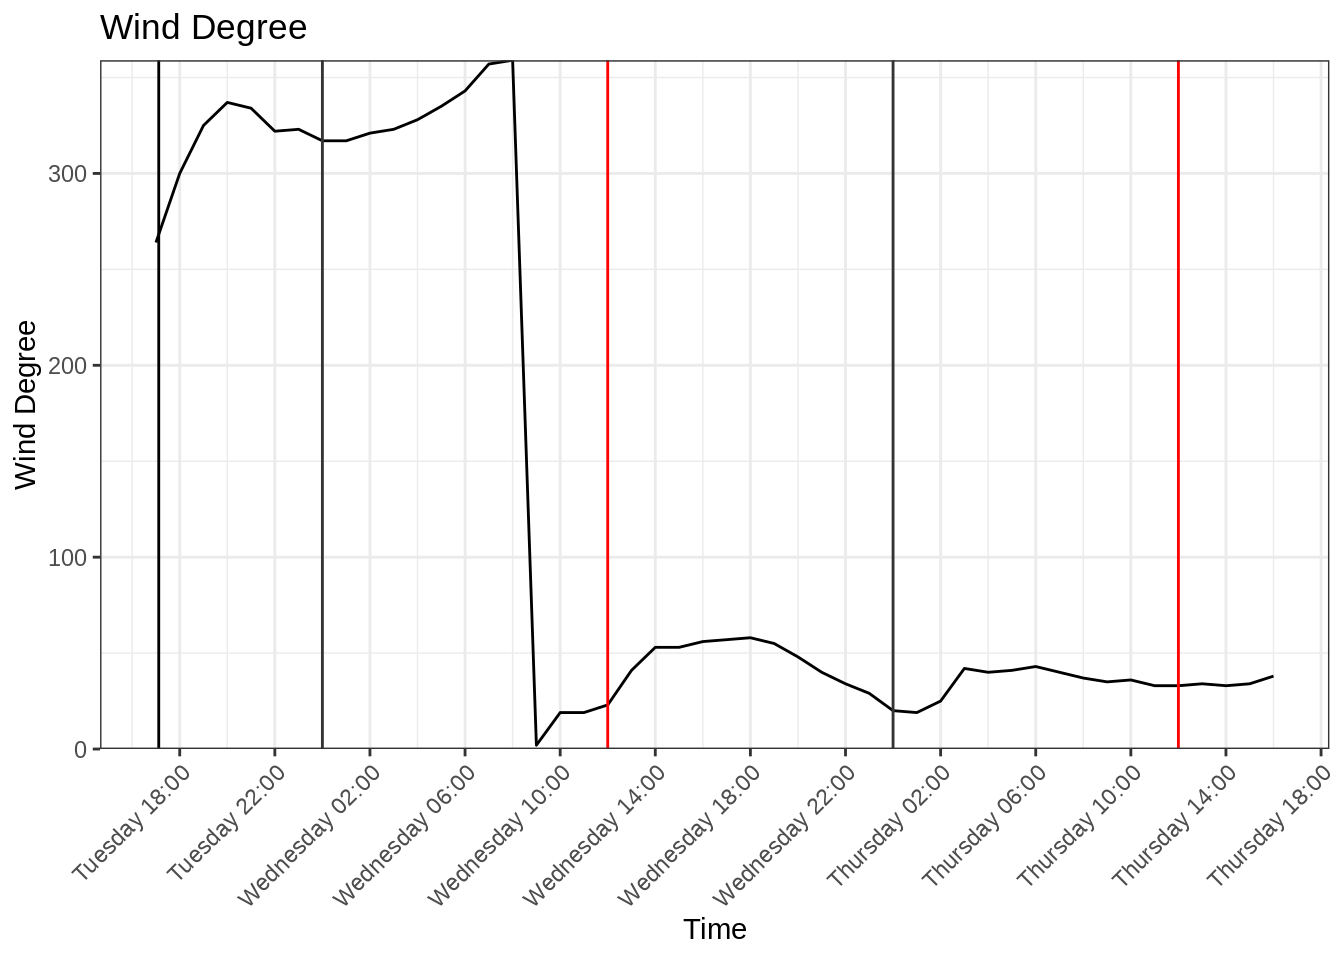 Wind Degree
Wind Degree
300
200
100
0
Tuesday 18:00
Tuesday 22:00
Wednesday 02:00
Wednesday 06:00
Wednesday 10:00
Wednesday 14:00
Wednesday 18:00
Wednesday 22:00
Thursday 02:00
Thursday 06:00
Thursday 10:00
Thursday 14:00
Thursday 18:00
Time